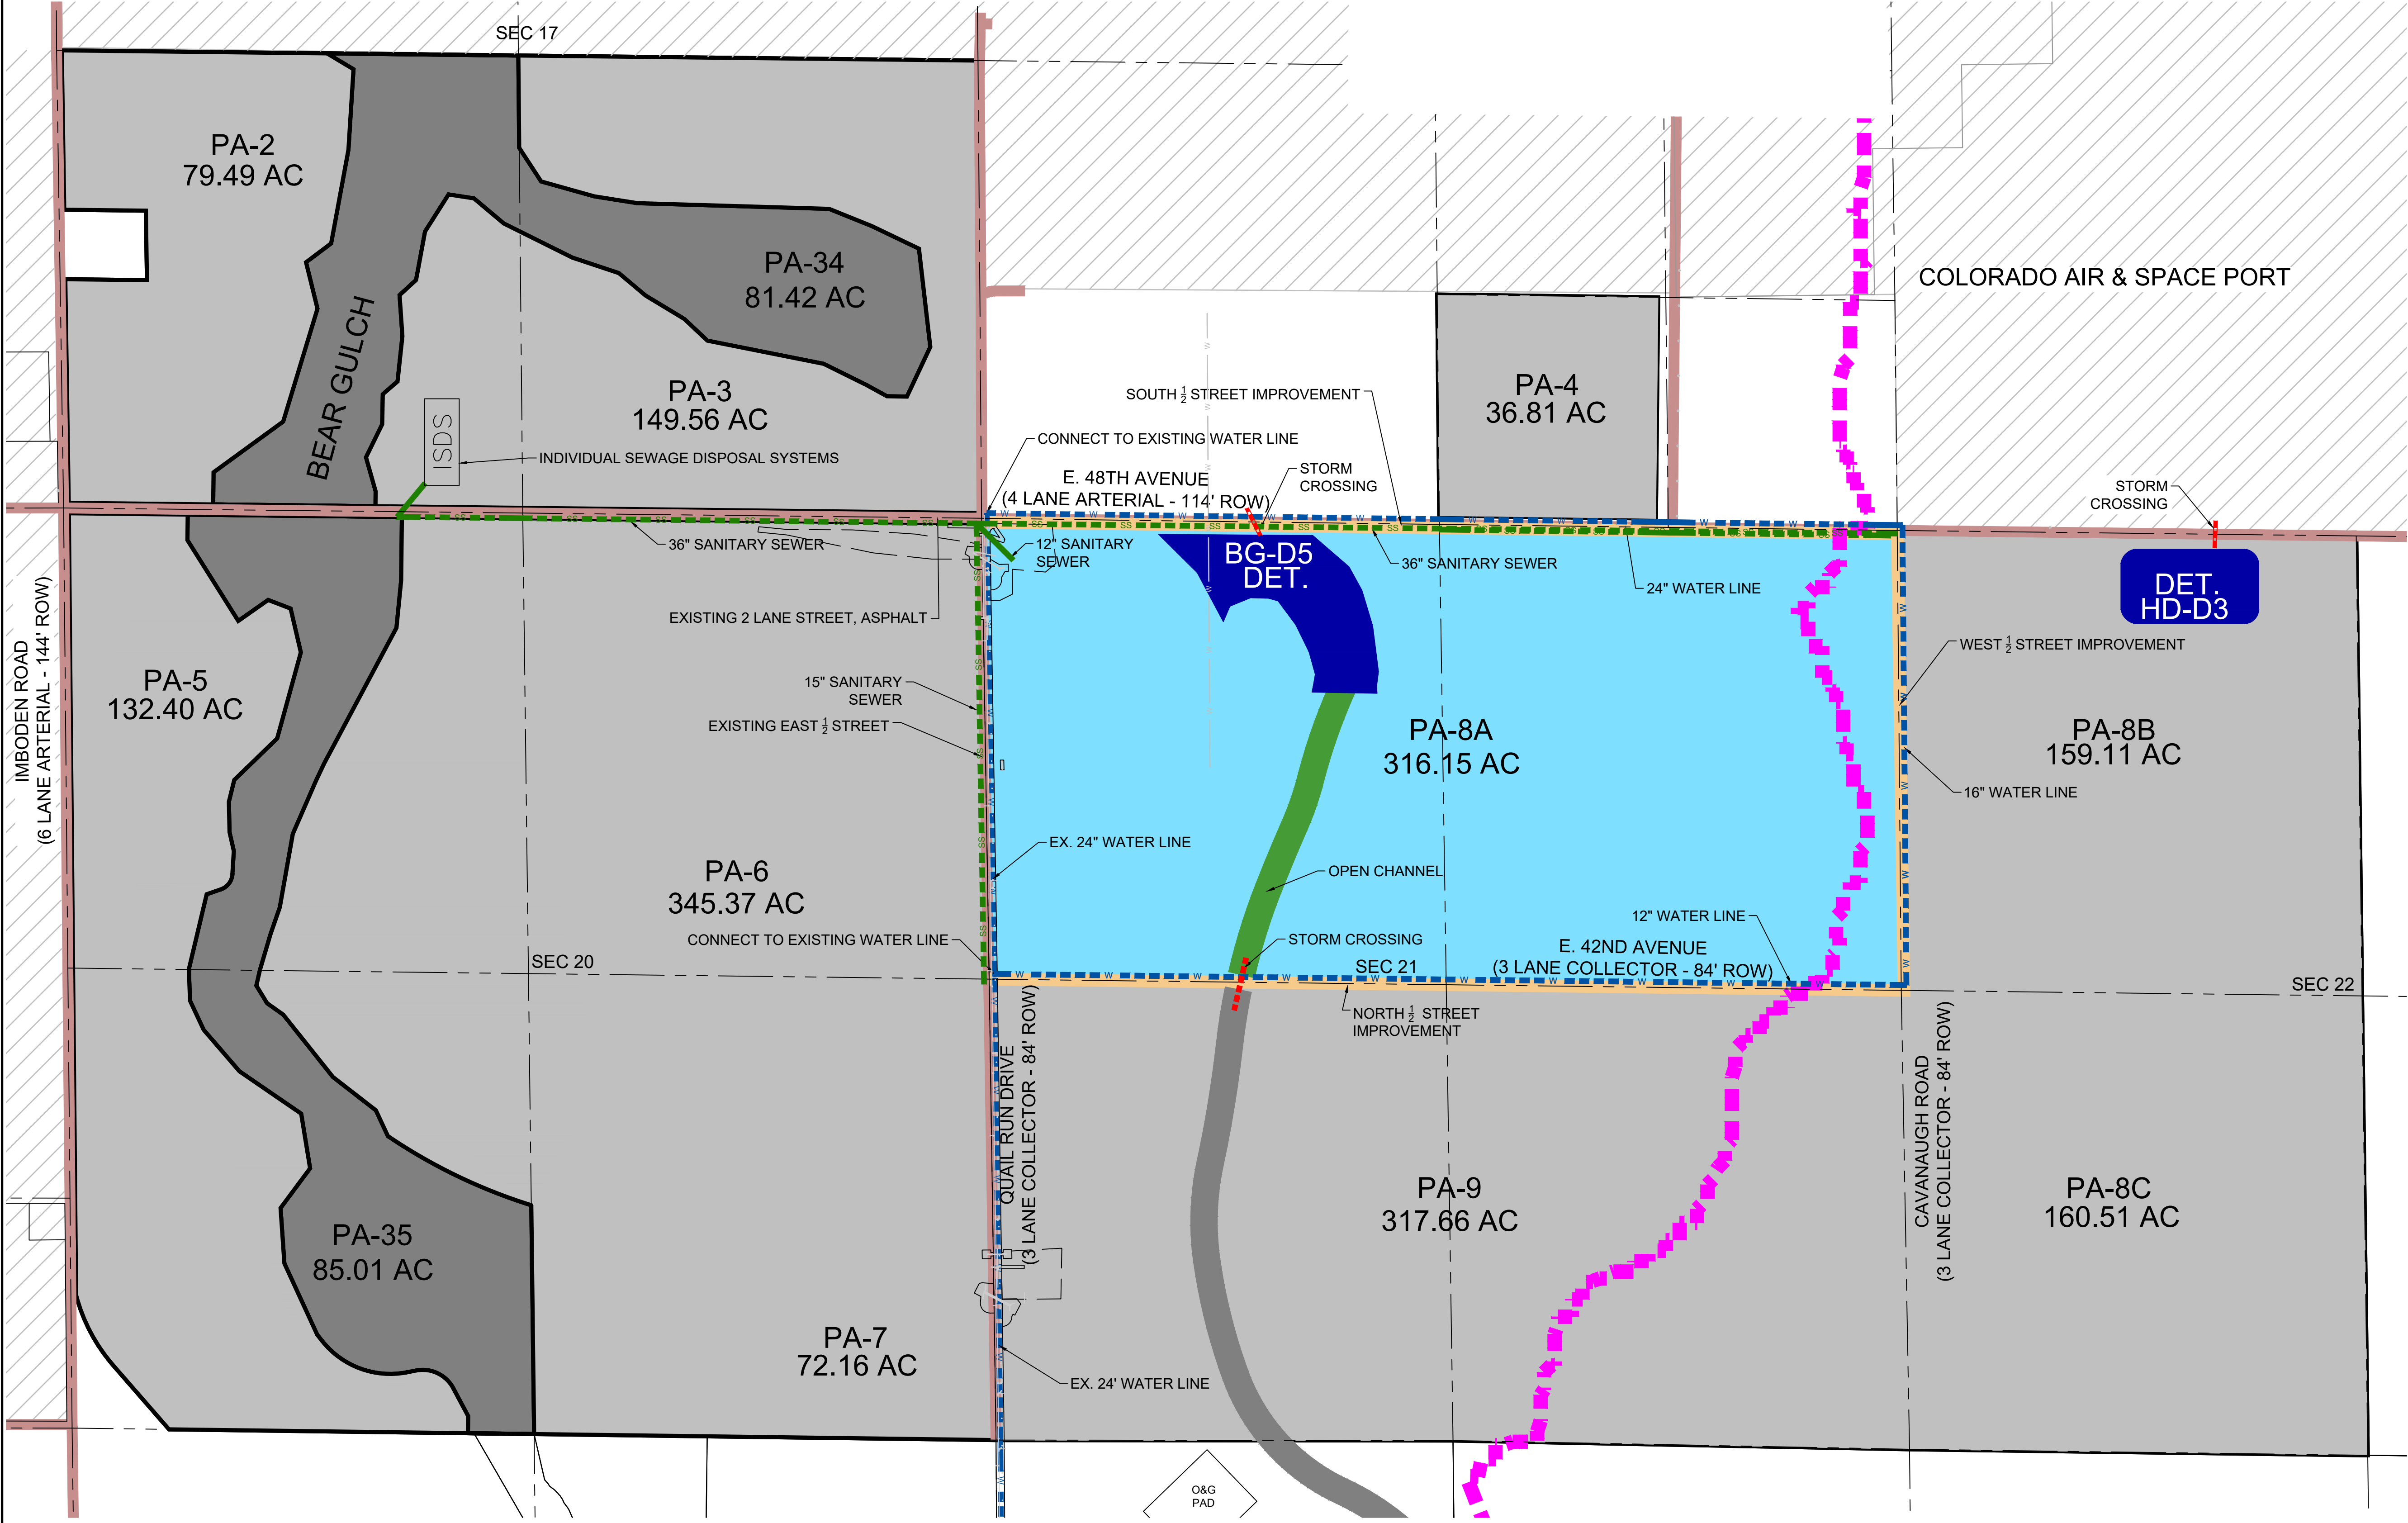 SEC 17
PA-2
79.49 AC
PA-34
81.42 AC
COLORADO AIR & SPACE PORT
BEAR GULCH
PA-3
149.56 AC
PA-4
36.81 AC
SOUTH 1/2 STREET IMPROVEMENT
ISDS
INDIVIDUAL SEWAGE DISPOSAL SYSTEMS
CONNECT TO EXISTING WATER LINE
E. 48TH AVENUE
(4 LANE ARTERIAL - 114' ROW)
STORM
CROSSING
STORM
CROSSING
36" SANITARY SEWER
12" SANITARY
SEWER
BG-D5
DET.
36" SANITARY SEWER
24" WATER LINE
DET.
HD-D3
EXISTING 2 LANE STREET, ASPHALT
WEST 1/2 STREET IMPROVEMENT
IMBODEN ROAD
(6 LANE ARTERIAL - 144' ROW)
PA-5
132.40 AC
15" SANITARY
SEWER
EXISTING EAST 1/2 STREET
PA-8A
316.15 AC
PA-8B
159.11 AC
16" WATER LINE
EX. 24" WATER LINE
OPEN CHANNEL
PA-6
345.37 AC
12" WATER LINE
CONNECT TO EXISTING WATER LINE
STORM CROSSING
E. 42ND AVENUE
(3 LANE COLLECTOR - 84' ROW)
SEC 20
SEC 21
SEC 22
NORTH 1/2 STREET
IMPROVEMENT
QUAIL RUN DRIVE
(3 LANE COLLECTOR - 84' ROW)
CAVANAUGH ROAD
(3 LANE COLLECTOR - 84' ROW)
PA-9
317.66 AC
PA-8C
160.51 AC
PA-35
85.01 AC
PA-7
72.16 AC
EX. 24' WATER LINE
O&G
PAD